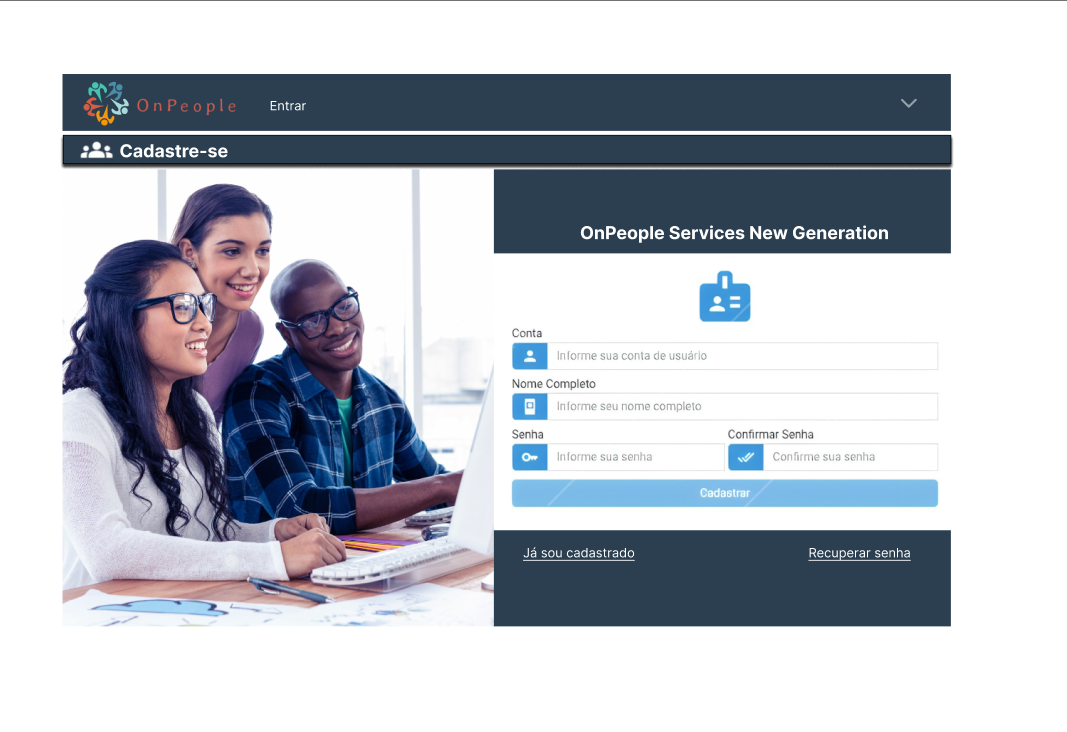 OnPeople
Entrar
Cadastre-se
OnPeople Services New Generation
Conta
Informe sua conta de usuário
Nome Completo
Informe seu nome completo
Senha
Confirmar Senha
Informe sua senha
Confirme sua senha
Cadastrar
Já sou cadastrado
Recuperar senha